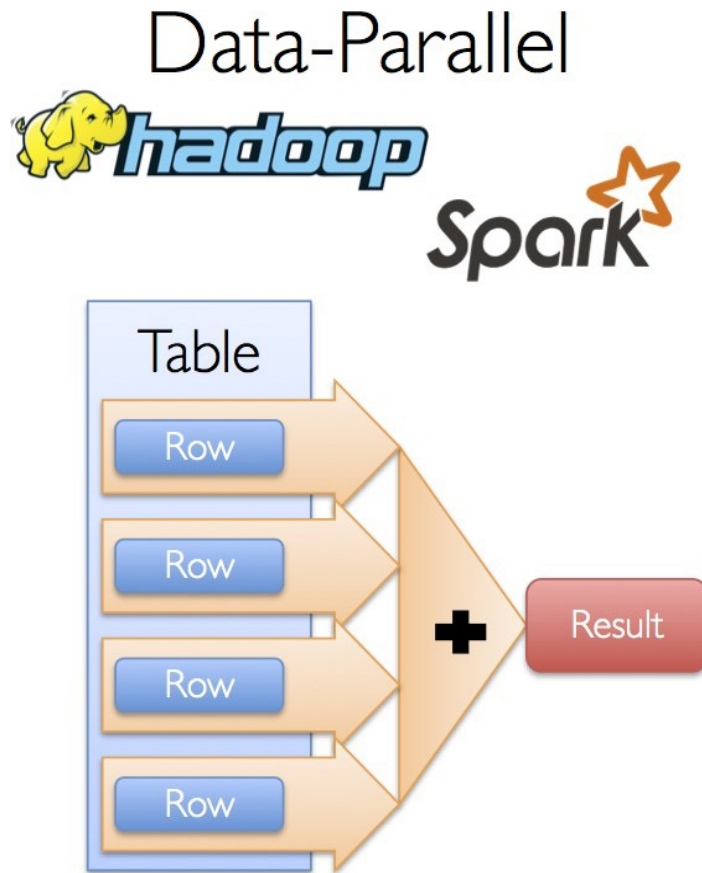 Data-Parallel
hadoop
Spark
Table
Row
Row
Row
Row
Result